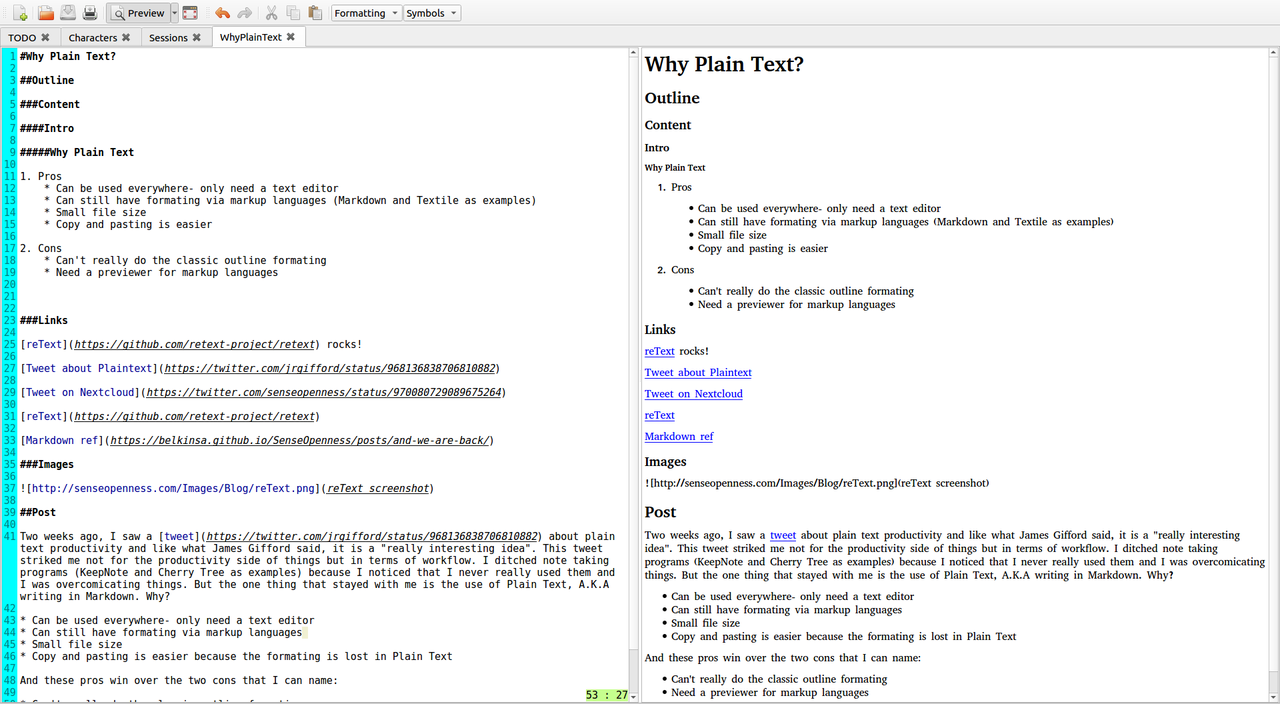 Preview
Formatting
Symbols
TODO
Characters
Sessions
WhyPlainText
1 #Why Plain Text?
2
3 ##Outline
4
5 ###Content
6
7 ####Intro
8
9 #####Why Plain Text
10
11 1. Pros
12 * Can be used everywhere- only need a text editor
13 * Can still have formating via markup languages (Markdown and Textile as examples)
14 * Small file size
15 * Copy and pasting is easier
16
17 2. Cons
18 * Can't really do the classic outline formating
19 * Need a previewer for markup languages
20
21
22
23 ###Links
24
25 [reText](https://github.com/retext-project/retext) rocks!
26
27 [Tweet about Plaintext](https://twitter.com/jrgifford/status/968136838706810882)
28
29 [Tweet on Nextcloud](https://twitter.com/senseopenness/status/970080729089675264)
30
31 [reText](https://github.com/retext-project/retext)
32
33 [Markdown ref](https://belkinsa.github.io/SenseOpenness/posts/and-we-are-back/)
34
35 ###Images
36
37 ![http://senseopenness.com/Images/Blog/reText.png](reText screenshot)
38
39 ##Post
40
41 Two weeks ago, I saw a [tweet](https://twitter.com/jrgifford/status/968136838706810882) about plain
text productivity and like what James Gifford said, it is a "really interesting idea". This tweet
striked me not for the productivity side of things but in terms of workflow. I ditched note taking
programs (KeepNote and Cherry Tree as examples) because I noticed that I never really used them and
I was overcomicating things. But the one thing that stayed with me is the use of Plain Text, A.K.A
writing in Markdown. Why?
42
43 * Can be used everywhere- only need a text editor
44 * Can still have formating via markup languages
45 * Small file size
46 * Copy and pasting is easier because the formating is lost in Plain Text
47
48 And these pros win over the two cons that I can name:
49
53 : 27
Why Plain Text?
Outline
Content
Intro
Why Plain Text
1. Pros
• Can be used everywhere- only need a text editor
• Can still have formating via markup languages (Markdown and Textile as examples)
• Small file size
• Copy and pasting is easier
2. Cons
• Can't really do the classic outline formating
• Need a previewer for markup languages
Links
reText rocks!
Tweet about Plaintext
Tweet on Nextcloud
reText
Markdown ref
Images
![http://senseopenness.com/Images/Blog/reText.png](reText screenshot)
Post
Two weeks ago, I saw a tweet about plain text productivity and like what James Gifford said, it is a "really interesting
idea". This tweet striked me not for the productivity side of things but in terms of workflow. I ditched note taking
programs (KeepNote and Cherry Tree as examples) because I noticed that I never really used them and I was overcomicating
things. But the one thing that stayed with me is the use of Plain Text, A.K.A writing in Markdown. Why?
• Can be used everywhere- only need a text editor
• Can still have formating via markup languages
• Small file size
• Copy and pasting is easier because the formating is lost in Plain Text
And these pros win over the two cons that I can name:
• Can't really do the classic outline formating
• Need a previewer for markup languages